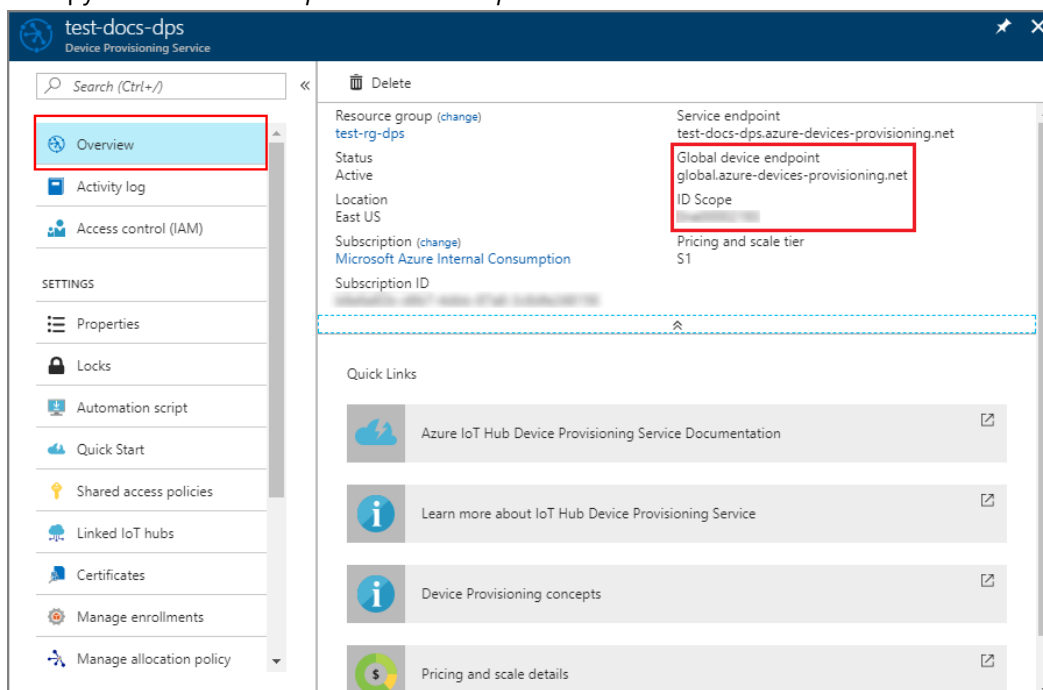 test-docs-dps
Device Provisioning Service
Search (Ctrl+/)
«
Overview
Activity log
Access control (IAM)
SETTINGS
Properties
Locks
Automation script
Quick Start
Shared access policies
Linked IoT hubs
Certificates
Manage enrollments
Manage allocation policy
Delete
Resource group (change)
test-rg-dps
Status
Active
Location
East US
Subscription (change)
Microsoft Azure Internal Consumption
Subscription ID
Service endpoint
test-docs-dps.azure-devices-provisioning.net
Global device endpoint
global.azure-devices-provisioning.net
ID Scope
Pricing and scale tier
S1
Quick Links
Azure IoT Hub Device Provisioning Service Documentation
Learn more about IoT Hub Device Provisioning Service
Device Provisioning concepts
Pricing and scale details